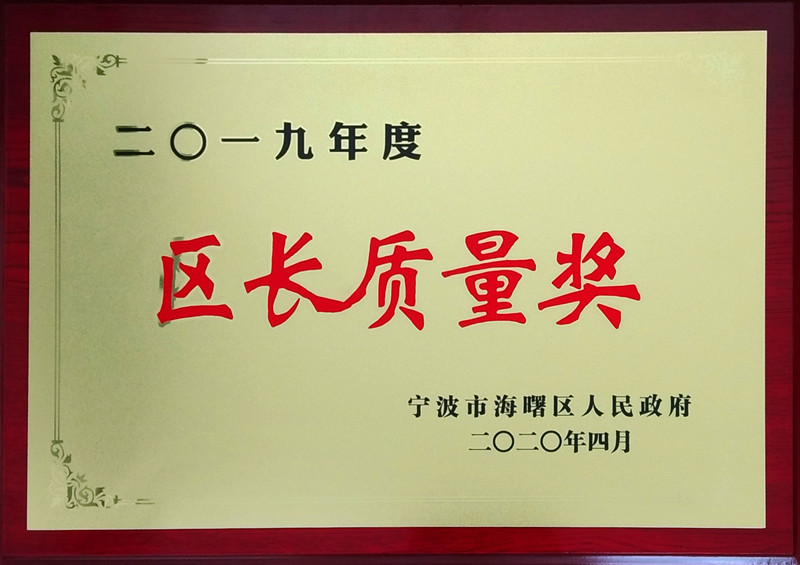 二〇一九年度
区长质量奖
宁波市海曙区人民政府
二〇二〇年四月